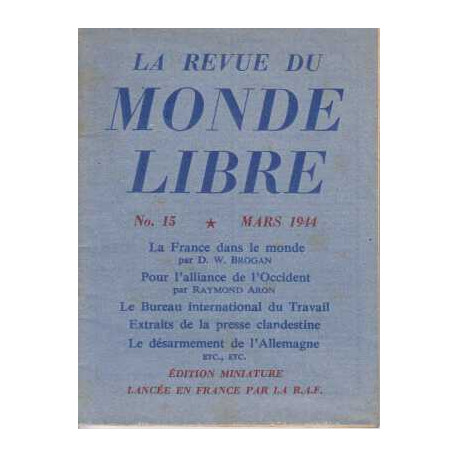 LA REVUE DU
MONDE
LIBRE
No. 15 ★ MARS 1944
La France dans le monde
par D. W. BROGAN
Pour l'alliance de l'Occident
par RAYMOND ARON
Le Bureau International du Travail
Extraits de la presse clandestine
Le désarmement de l'Allemagne
ETC., ETC.
ÉDITION MINIATURE
LANCÉE EN FRANCE PAR LA R.A.F.